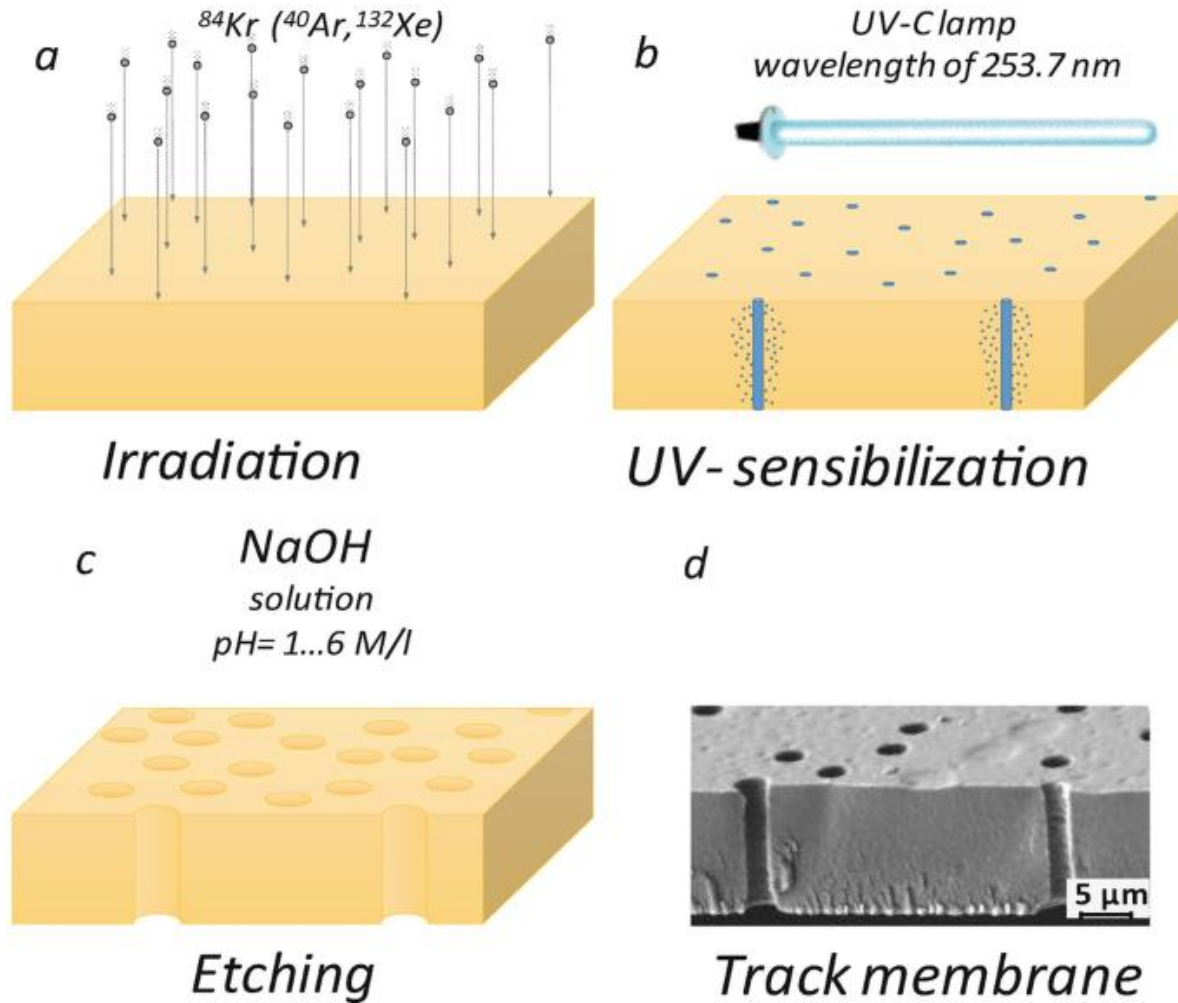 a
⁸⁴Kr (⁴⁰Ar,¹³²Xe)
Irradiation
b
UV-C lamp
wavelength of 253.7 nm
UV- sensibilization
c
NaOH
solution
pH= 1...6 M/l
Etching
d
5 μm
Track membrane